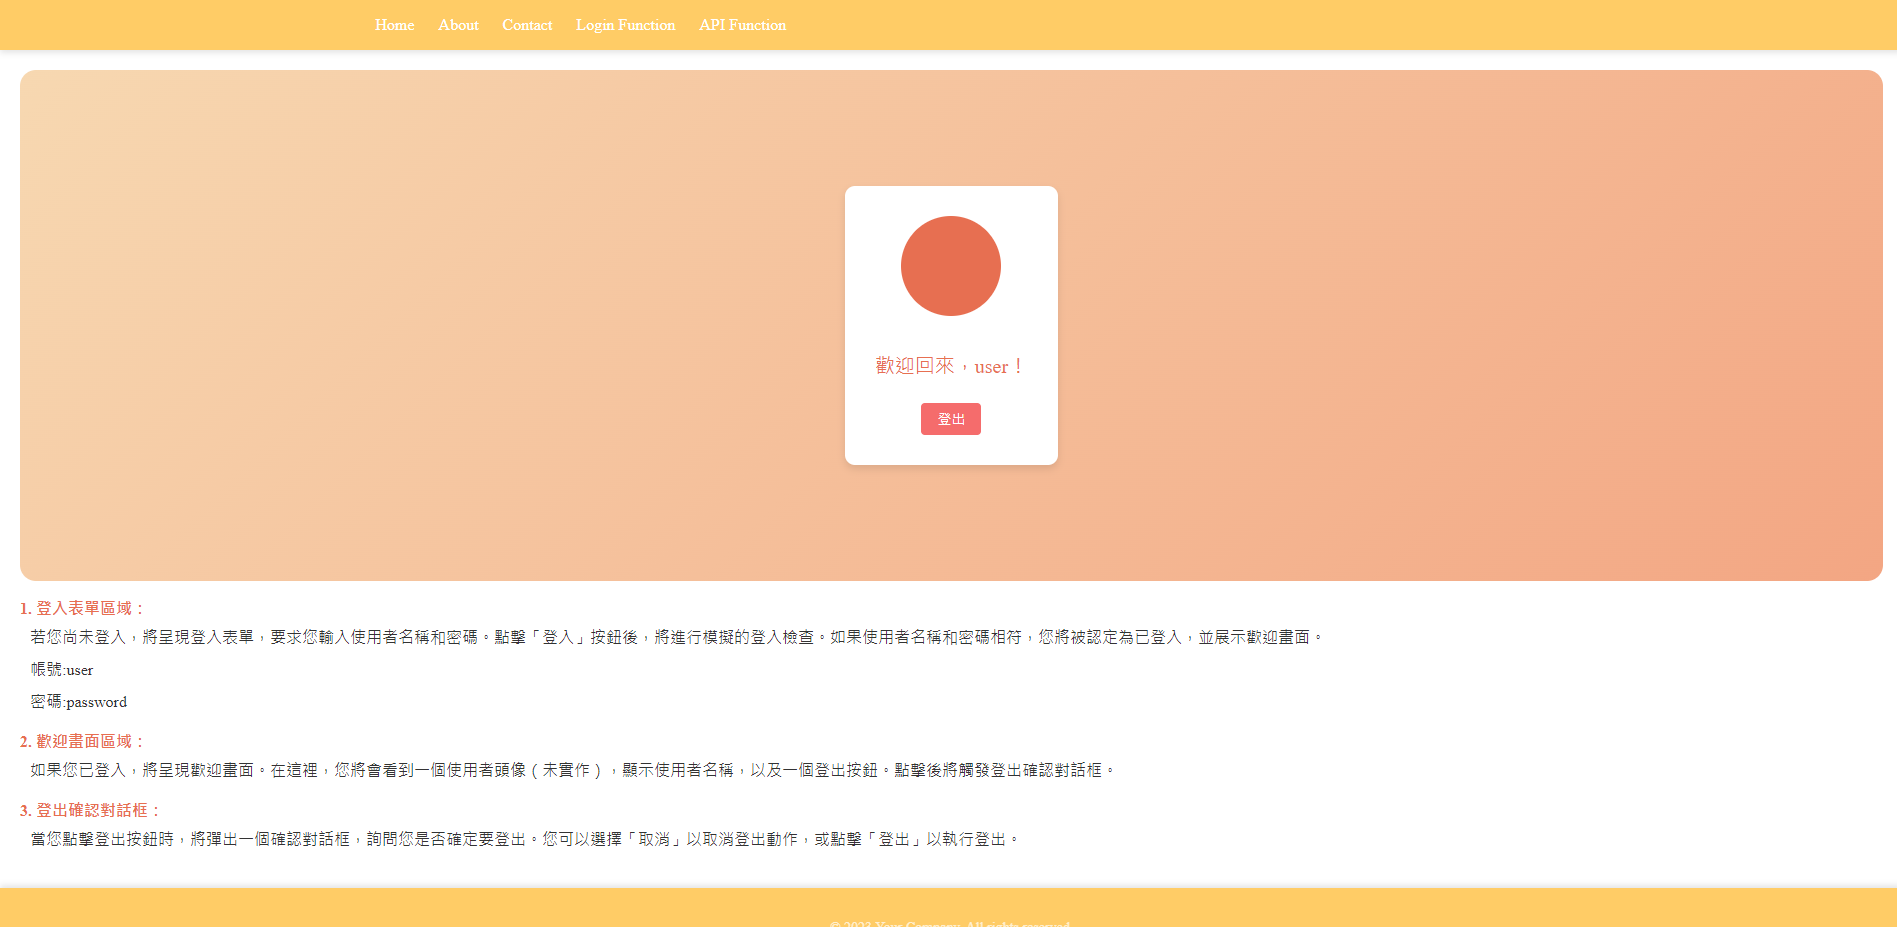 Home About Contact Login Function API Function
歡迎回來，user！
登出
1. 登入表單區域：
若您尚未登入，將呈現登入表單，要求您輸入使用者名稱和密碼。點擊「登入」按鈕後，將進行模擬的登入檢查。如果使用者名稱和密碼相符，您將被認定為已登入，並展示歡迎畫面。
帳號:user
密碼:password
2. 歡迎畫面區域：
如果您已登入，將呈現歡迎畫面。在這裡，您將會看到一個使用者頭像（未實作），顯示使用者名稱，以及一個登出按鈕。點擊後將觸發登出確認對話框。
3. 登出確認對話框：
當您點擊登出按鈕時，將彈出一個確認對話框，詢問您是否確定要登出。您可以選擇「取消」以取消登出動作，或點擊「登出」以執行登出。
© 2023 Your Company. All rights reserved.